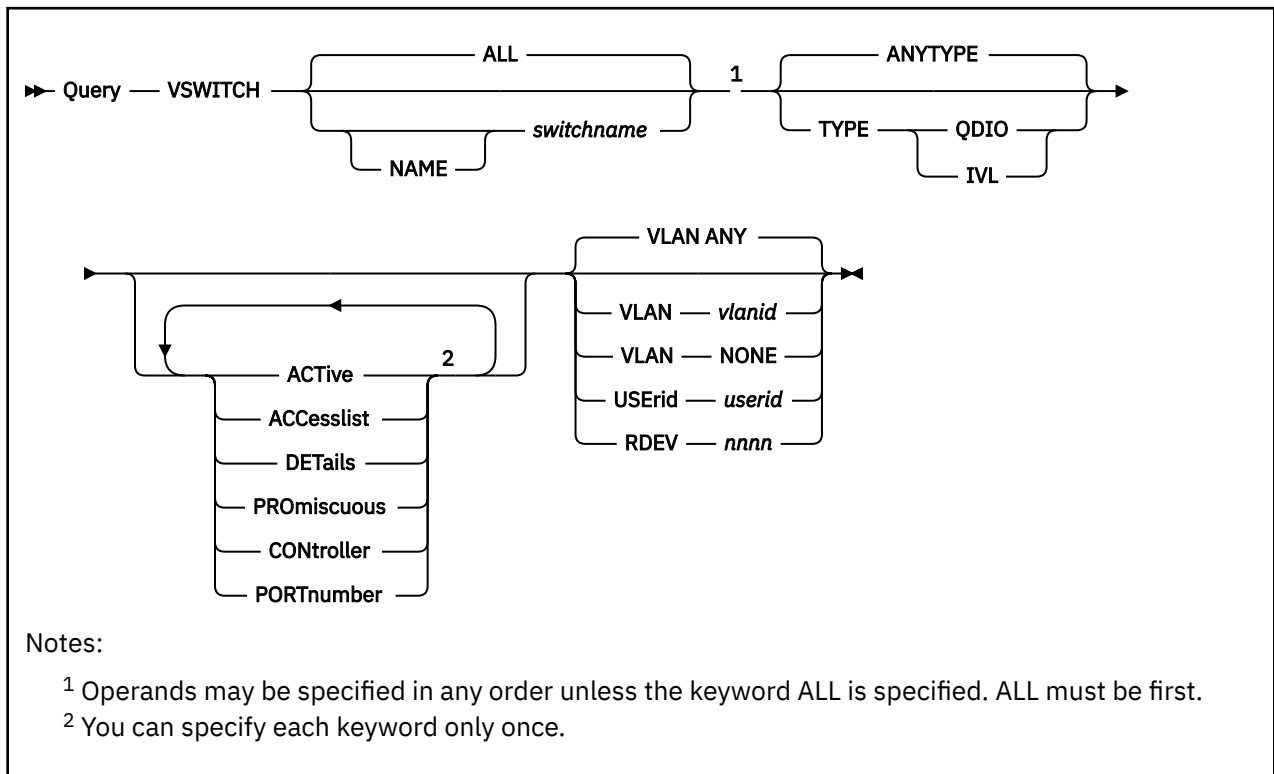 ALL
1
ANYTYPE
Query VSWITCH
switchname
TYPE QDIO
NAME
IVL
VLAN ANY
VLAN vlanid
2
VLAN NONE
ACTive
USErid userid
ACCesslist
RDEV nnnn
DETails
PROmiscuous
CONtroller
PORTnumber
Notes:
1 Operands may be specified in any order unless the keyword ALL is specified. ALL must be first.
2 You can specify each keyword only once.